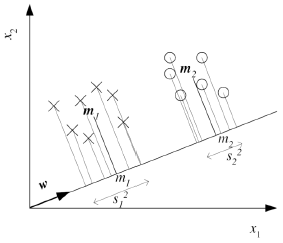 x₂
m₂
m₁
m₂
w
m₁
s₂²
s₁²
x₁